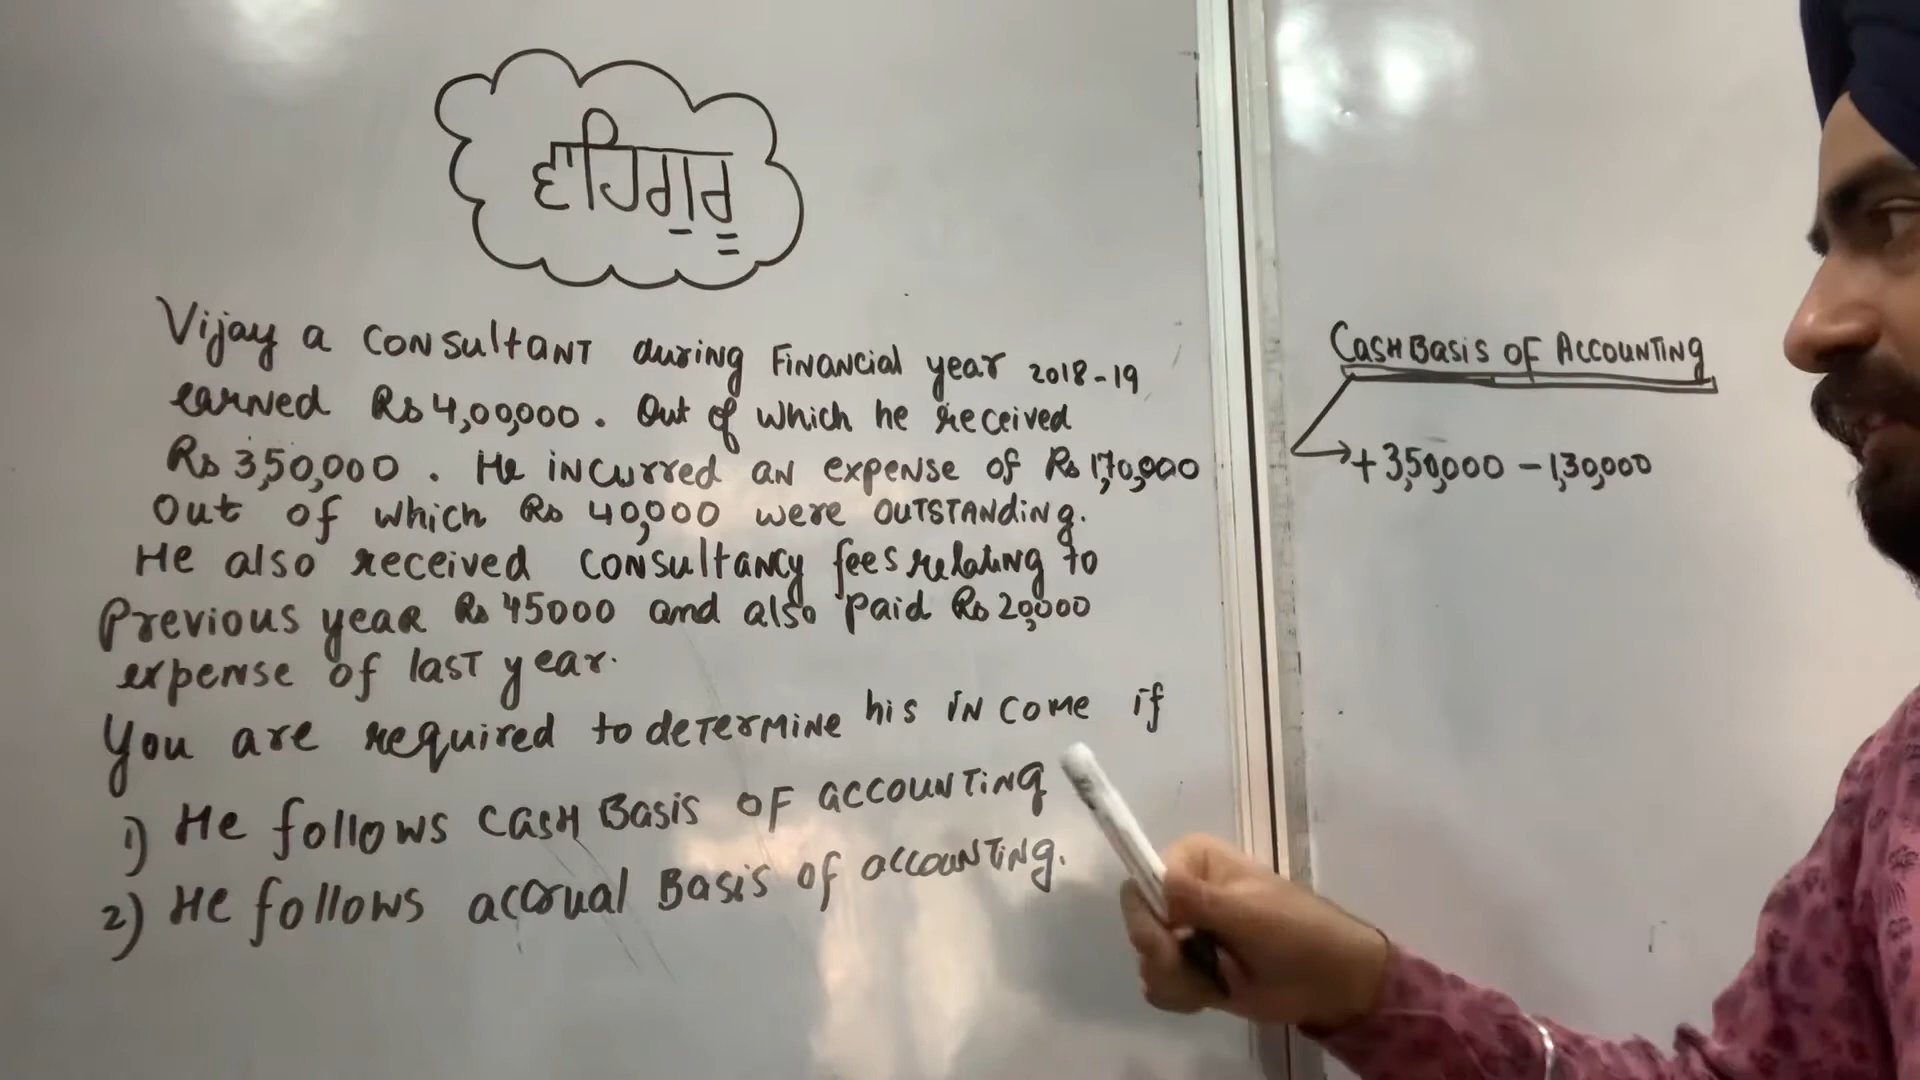 ਵਾਹਿਗੁਰੂ
Vijay a consultant during Financial year 2018-19
earned Rs 4,00,000. Out of which he received
Rs 3,50,000. He incurred an expense of Rs 1,70,000
Out of which Rs 40,000 were outstanding.
He also received consultancy fees relating to
Previous year Rs 45000 and also paid Rs 20,000
expense of last year.
You are required to determine his income if
1) He follows cash Basis of accounting
2) He follows accrual Basis of accounting.
Cash Basis of Accounting
+ 3,50,000 - 1,30,000